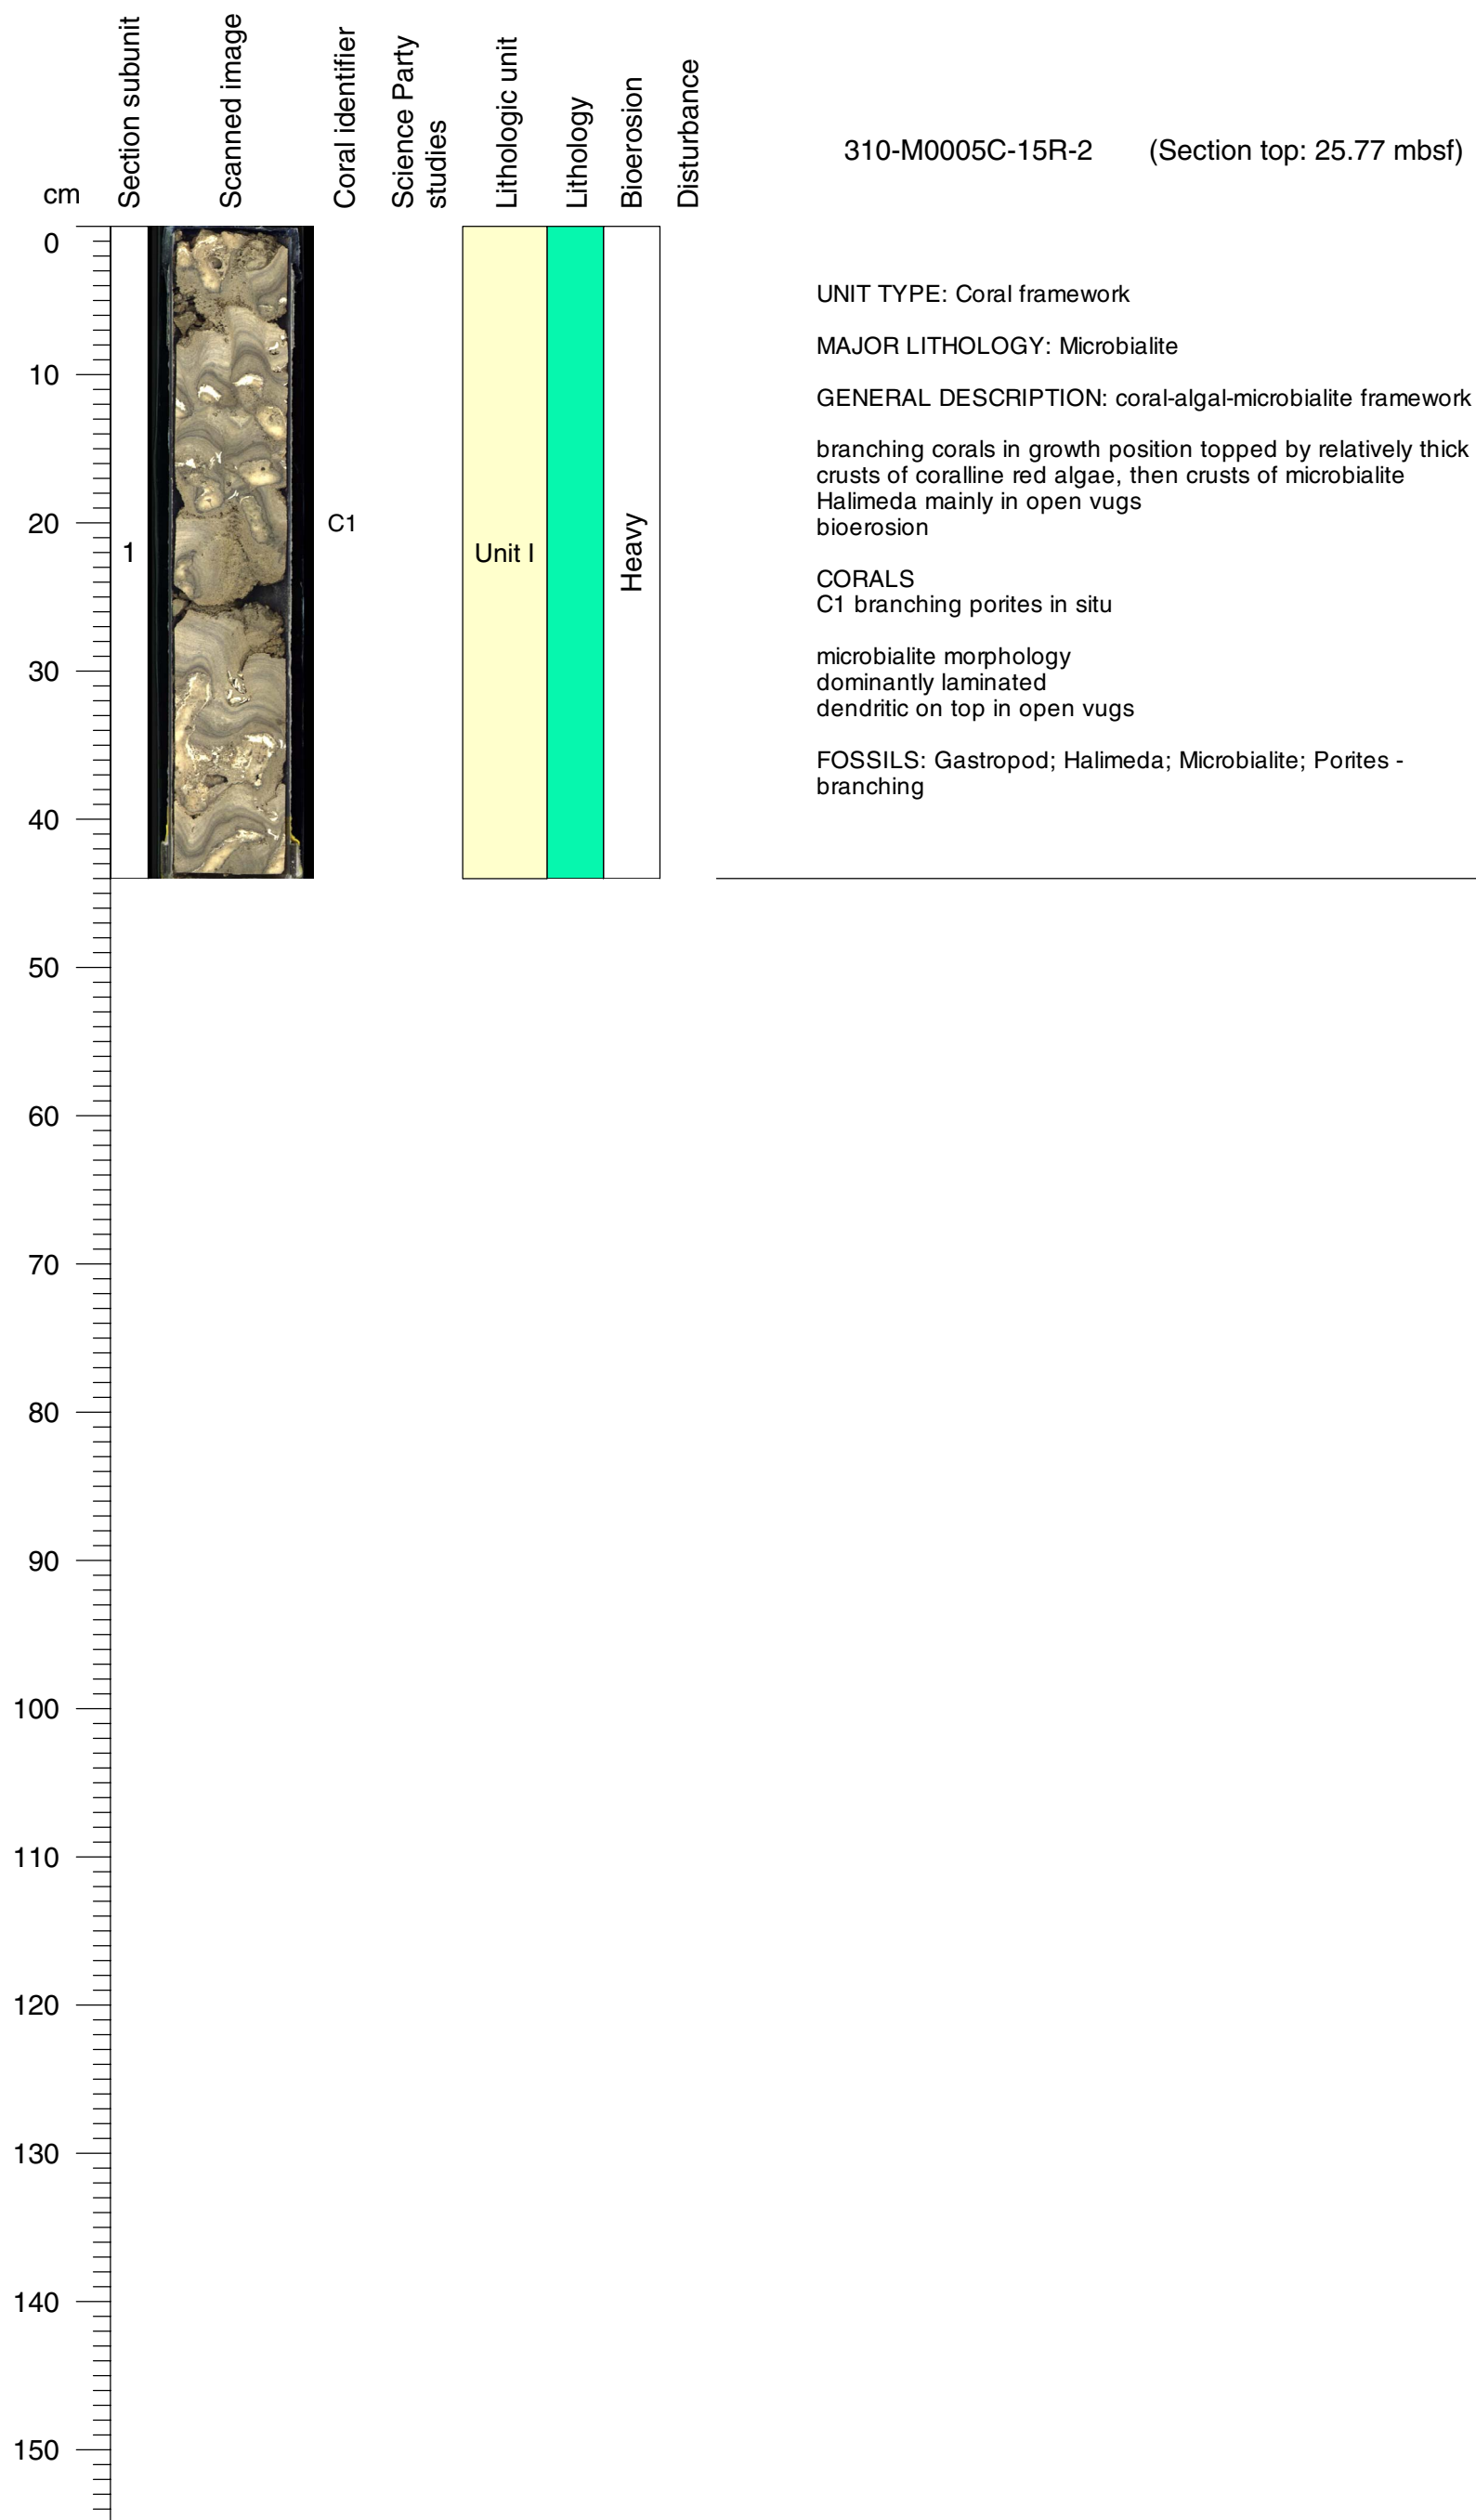 Section subunit
Scanned image
Coral identifier
Science Party
studies
Lithologic unit
Lithology
Bioerosion
Disturbance
310-M0005C-15R-2 (Section top: 25.77 mbsf)
cm
0
10
20
30
40
50
60
70
80
90
100
110
120
130
140
150
1
C1
Unit I
Heavy
UNIT TYPE: Coral framework
MAJOR LITHOLOGY: Microbialite
GENERAL DESCRIPTION: coral-algal-microbialite framework
branching corals in growth position topped by relatively thick
crusts of coralline red algae, then crusts of microbialite
Halimeda mainly in open vugs
bioerosion
CORALS
C1 branching porites in situ
microbialite morphology
dominantly laminated
dendritic on top in open vugs
FOSSILS: Gastropod; Halimeda; Microbialite; Porites -
branching